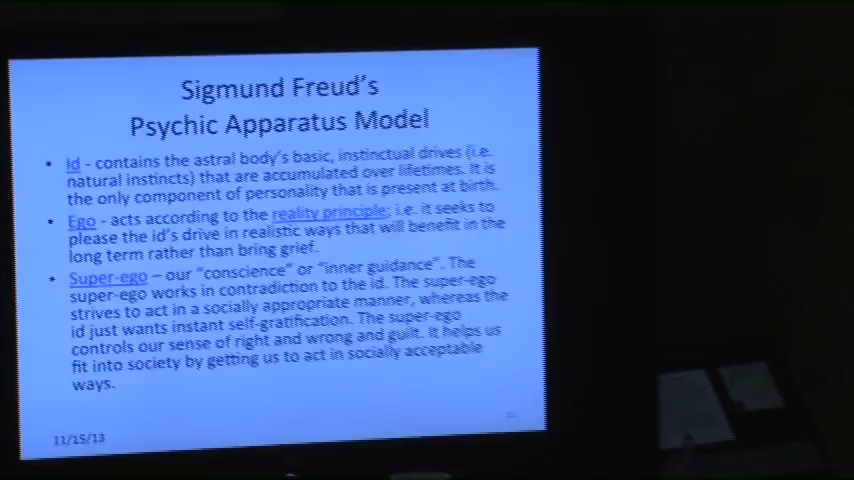 Sigmund Freud's
Psychic Apparatus Model
• Id - contains the astral body's basic, instinctual drives (i.e.
natural instincts) that are accumulated over lifetimes. It is
the only component of personality that is present at birth.
• Ego - acts according to the reality principle; i.e. it seeks to
please the id's drive in realistic ways that will benefit in the
long term rather than bring grief.
• Super-ego – our "conscience" or "inner guidance". The
super-ego works in contradiction to the id. The super-ego
strives to act in a socially appropriate manner, whereas the
id just wants instant self-gratification. The super-ego
controls our sense of right and wrong and guilt. It helps us
fit into society by getting us to act in socially acceptable
ways.
11/15/13